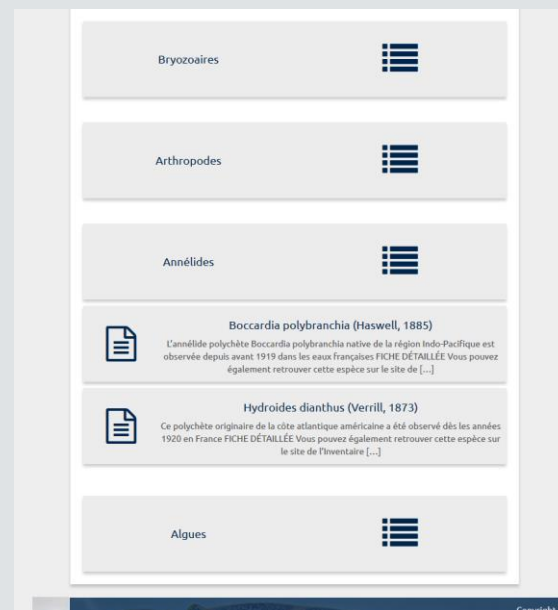 Bryozoaires
Arthropodes
Annélides
Boccardia polybranchia (Haswell, 1885)
L'annélide polychète Boccardia polybranchia native de la région Indo-Pacifique est
observée depuis avant 1919 dans les eaux françaises FICHE DÉTAILLÉE Vous pouvez
également retrouver cette espèce sur le site de [...]
Hydroides dianthus (Verrill, 1873)
Ce polychète originaire de la côte atlantique américaine a été observé dès les années
1920 en France FICHE DÉTAILLÉE Vous pouvez également retrouver cette espèce sur
le site de l'Inventaire [...]
Algues
Copyright